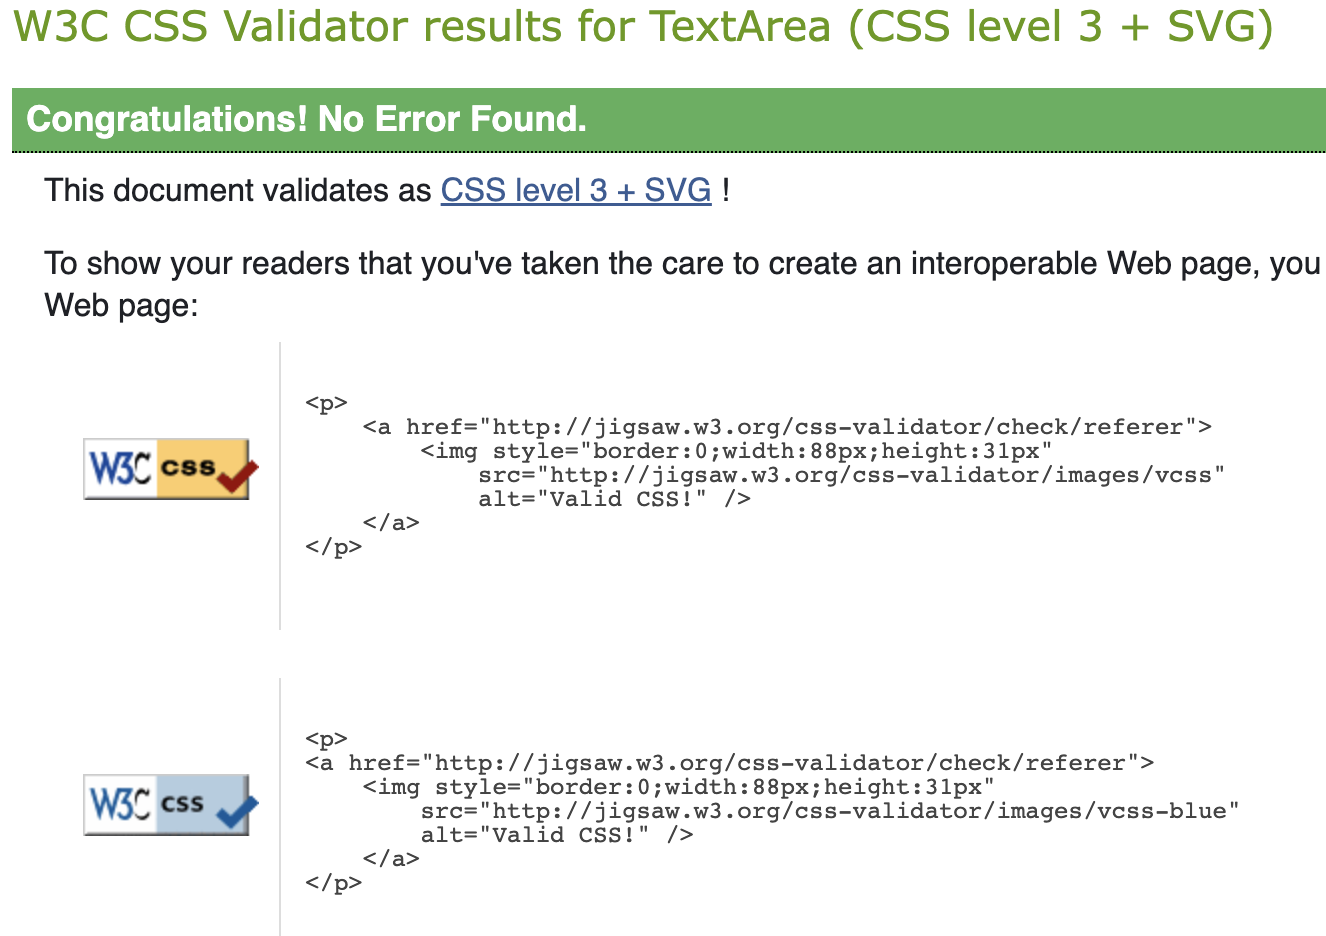 W3C CSS Validator results for TextArea (CSS level 3 + SVG)
Congratulations! No Error Found.
This document validates as CSS level 3 + SVG !
To show your readers that you've taken the care to create an interoperable Web page, you
Web page:
<p>
    <a href="http://jigsaw.w3.org/css-validator/check/referer">
        <img style="border:0;width:88px;height:31px"
            src="http://jigsaw.w3.org/css-validator/images/vcss"
            alt="Valid CSS!" />
W3C css
    </a>
</p>
<p>
<a href="http://jigsaw.w3.org/css-validator/check/referer">
    <img style="border:0;width:88px;height:31px"
        src="http://jigsaw.w3.org/css-validator/images/vcss-blue"
        alt="Valid CSS!" />
W3C css
    </a>
</p>